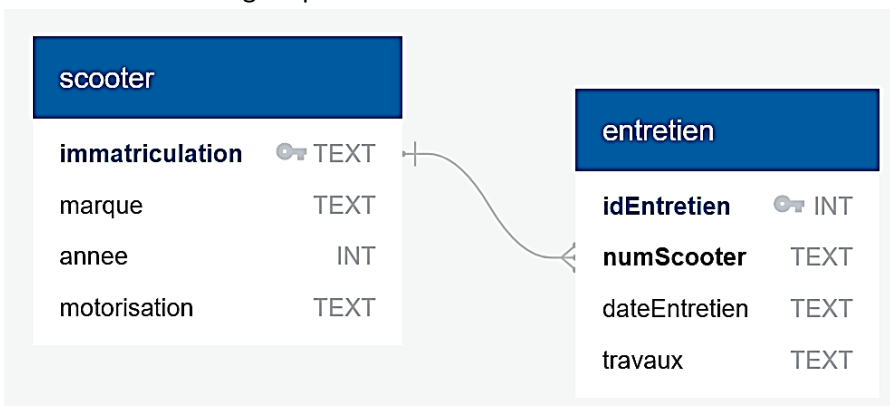 scooter
immatriculation TEXT
marque TEXT
annee INT
motorisation TEXT
entretien
idEntretien INT
numScooter TEXT
dateEntretien TEXT
travaux TEXT